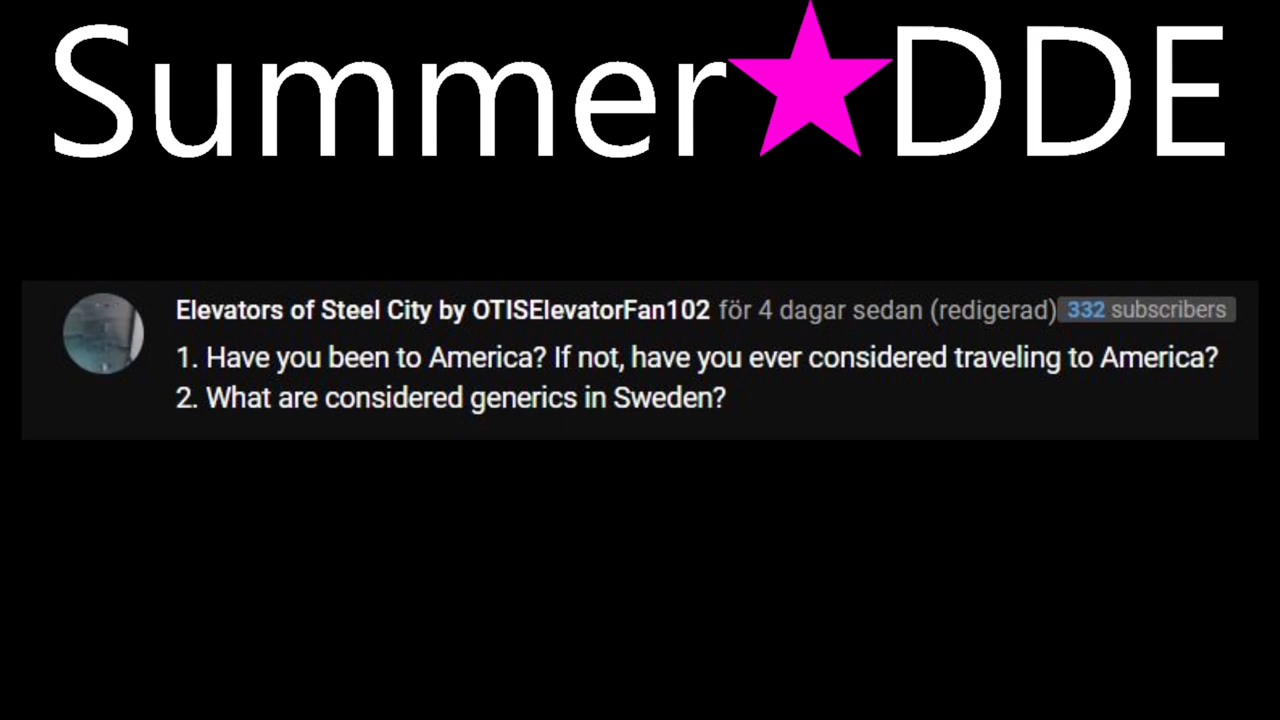 Summer★DDE
Elevators of Steel City by OTISElevatorFan102 för 4 dagar sedan (redigerad) 332 subscribers
1. Have you been to America? If not, have you ever considered traveling to America?
2. What are considered generics in Sweden?